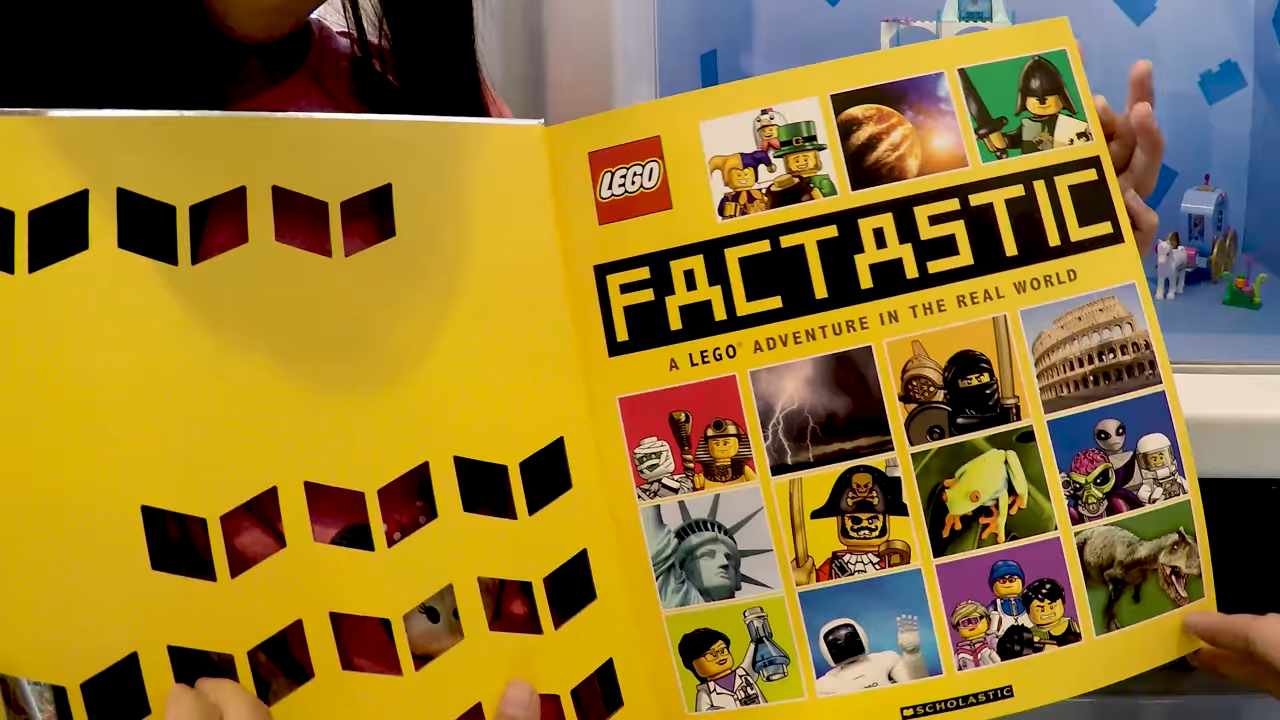 LEGO
FACTASTIC
A LEGO® ADVENTURE IN THE REAL WORLD
SCHOLASTIC